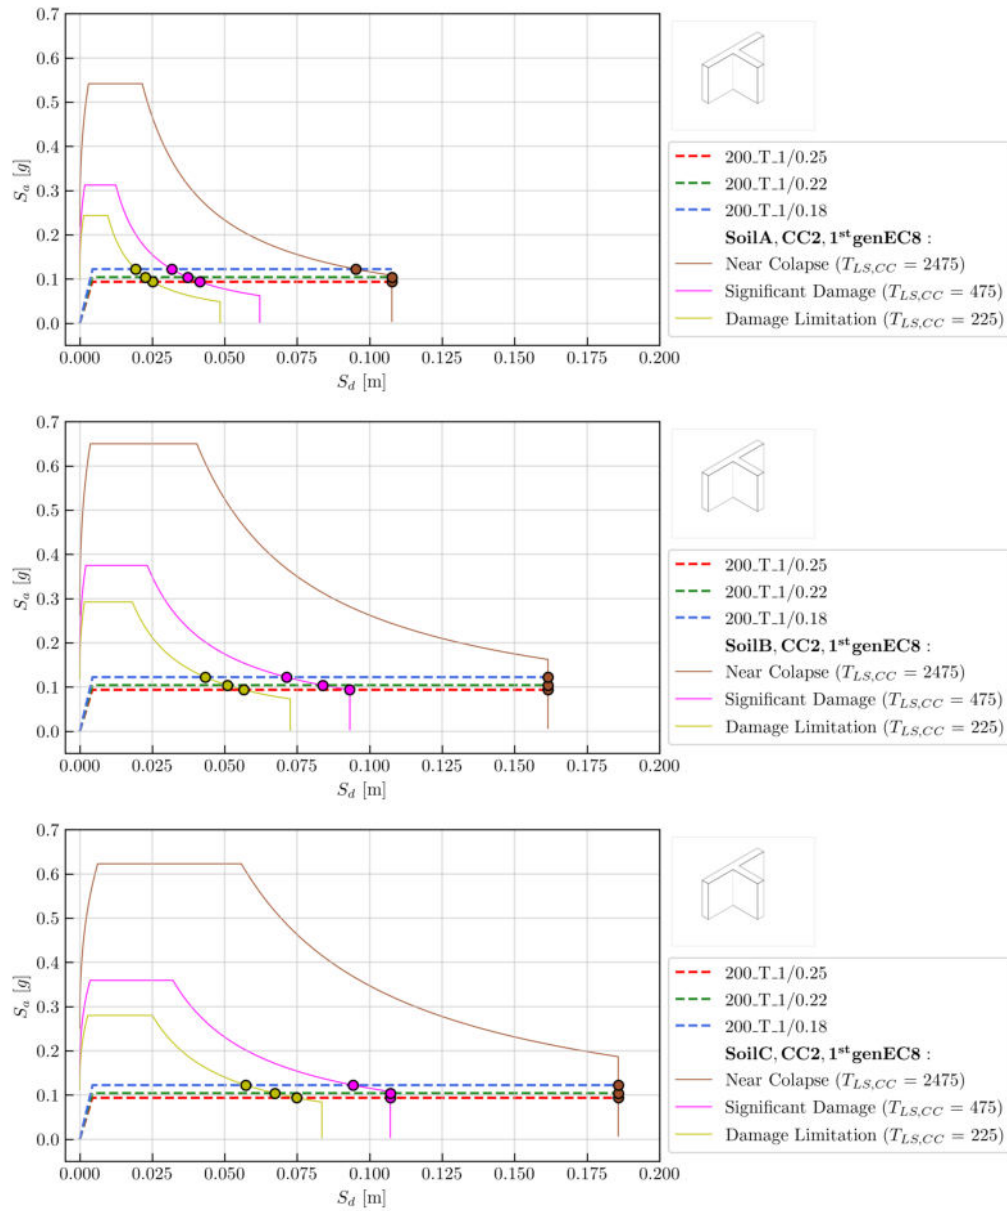 0.7
0.6
0.5
0.4
0.3
0.2
0.1
0.0
S_a [g]
0.000 0.025 0.050 0.075 0.100 0.125 0.150 0.175 0.200
S_d [m]
200_T_1/0.25
200_T_1/0.22
200_T_1/0.18
SoilA, CC2, 1ˢᵗgenEC8 :
Near Colapse (T_LS,CC = 2475)
Significant Damage (T_LS,CC = 475)
Damage Limitation (T_LS,CC = 225)
0.7
0.6
0.5
0.4
0.3
0.2
0.1
0.0
S_a [g]
0.000 0.025 0.050 0.075 0.100 0.125 0.150 0.175 0.200
S_d [m]
200_T_1/0.25
200_T_1/0.22
200_T_1/0.18
SoilB, CC2, 1ˢᵗgenEC8 :
Near Colapse (T_LS,CC = 2475)
Significant Damage (T_LS,CC = 475)
Damage Limitation (T_LS,CC = 225)
0.7
0.6
0.5
0.4
0.3
0.2
0.1
0.0
S_a [g]
0.000 0.025 0.050 0.075 0.100 0.125 0.150 0.175 0.200
S_d [m]
200_T_1/0.25
200_T_1/0.22
200_T_1/0.18
SoilC, CC2, 1ˢᵗgenEC8 :
Near Colapse (T_LS,CC = 2475)
Significant Damage (T_LS,CC = 475)
Damage Limitation (T_LS,CC = 225)